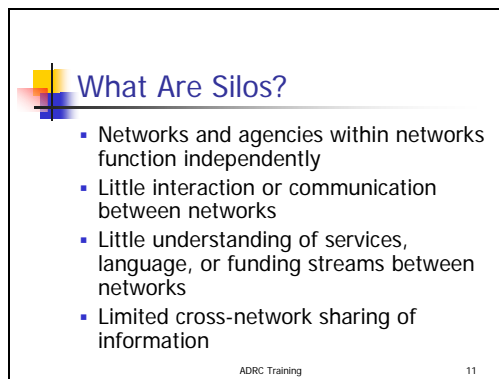 What Are Silos?
▪ Networks and agencies within networks
function independently
▪ Little interaction or communication
between networks
▪ Little understanding of services,
language, or funding streams between
networks
▪ Limited cross-network sharing of
information
ADRC Training 11